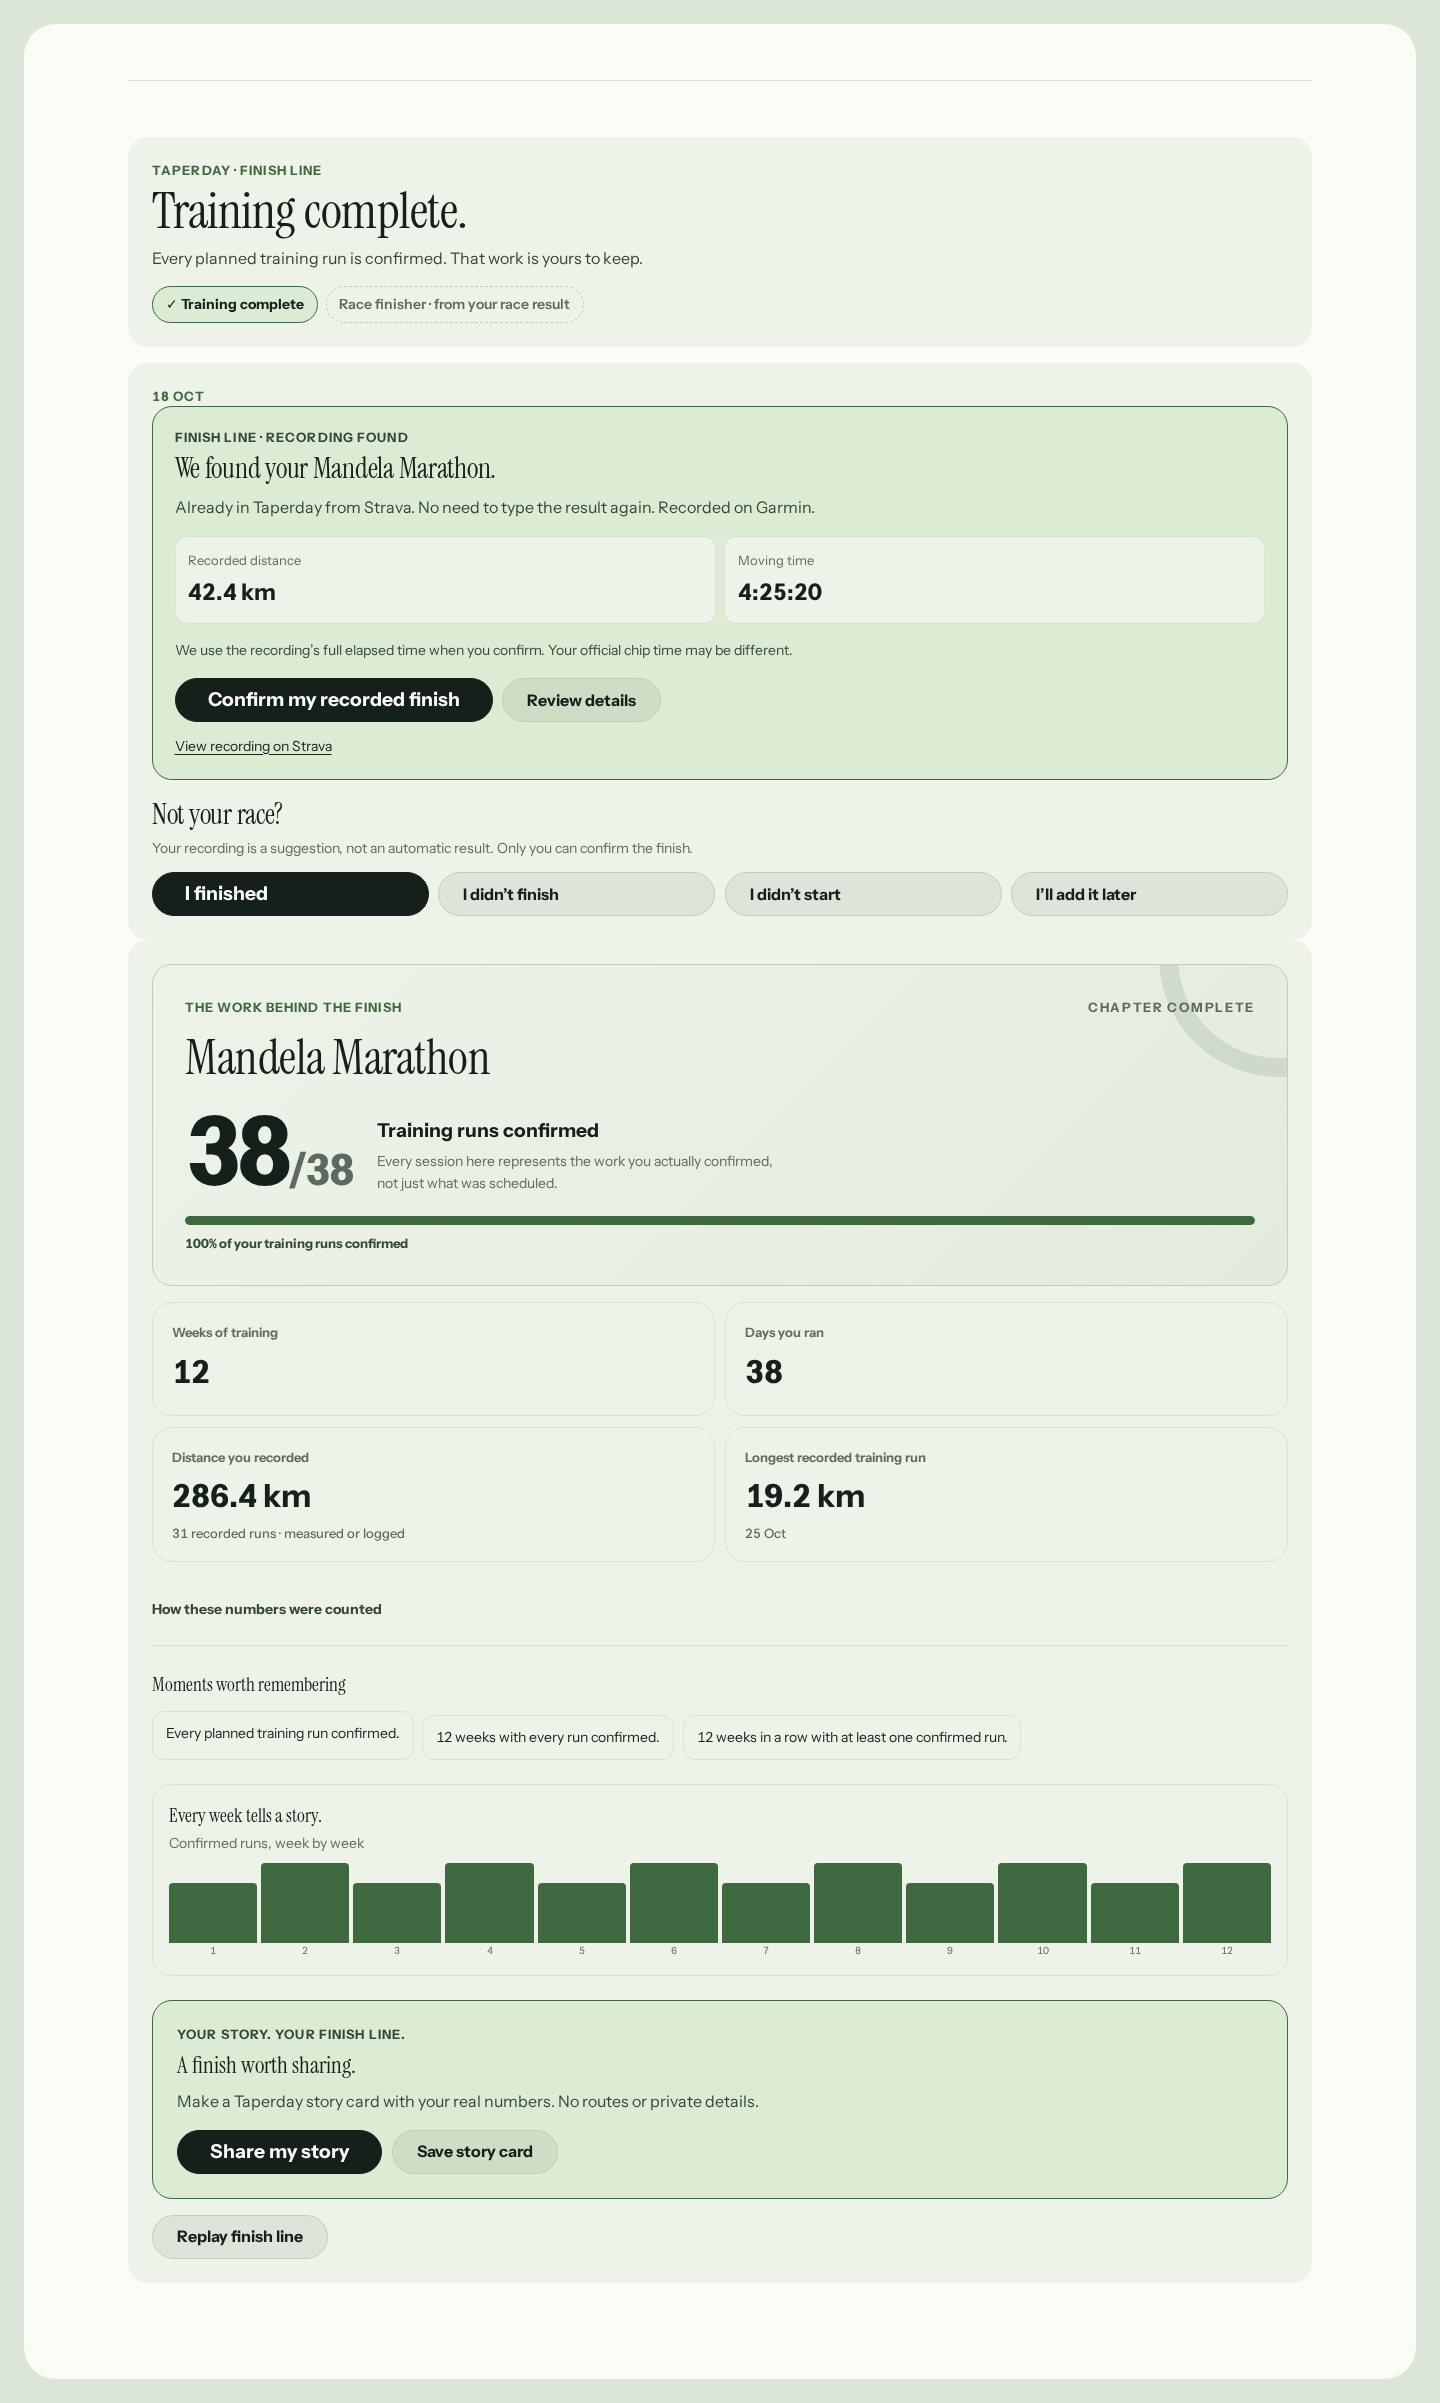 TAPERDAY · FINISH LINE
Training complete.
Every planned training run is confirmed. That work is yours to keep.
✓ Training complete
Race finisher · from your race result
18 OCT
FINISH LINE · RECORDING FOUND
We found your Mandela Marathon.
Already in Taperday from Strava. No need to type the result again. Recorded on Garmin.
Recorded distance
42.4 km
Moving time
4:25:20
We use the recording’s full elapsed time when you confirm. Your official chip time may be different.
Confirm my recorded finish
Review details
View recording on Strava
Not your race?
Your recording is a suggestion, not an automatic result. Only you can confirm the finish.
I finished
I didn’t finish
I didn’t start
I’ll add it later
THE WORK BEHIND THE FINISH
CHAPTER COMPLETE
Mandela Marathon
38/38
Training runs confirmed
Every session here represents the work you actually confirmed,
not just what was scheduled.
100% of your training runs confirmed
Weeks of training
12
Days you ran
38
Distance you recorded
286.4 km
31 recorded runs · measured or logged
Longest recorded training run
19.2 km
25 Oct
How these numbers were counted
Moments worth remembering
Every planned training run confirmed.
12 weeks with every run confirmed.
12 weeks in a row with at least one confirmed run.
Every week tells a story.
Confirmed runs, week by week
1 2 3 4 5 6 7 8 9 10 11 12
YOUR STORY. YOUR FINISH LINE.
A finish worth sharing.
Make a Taperday story card with your real numbers. No routes or private details.
Share my story
Save story card
Replay finish line